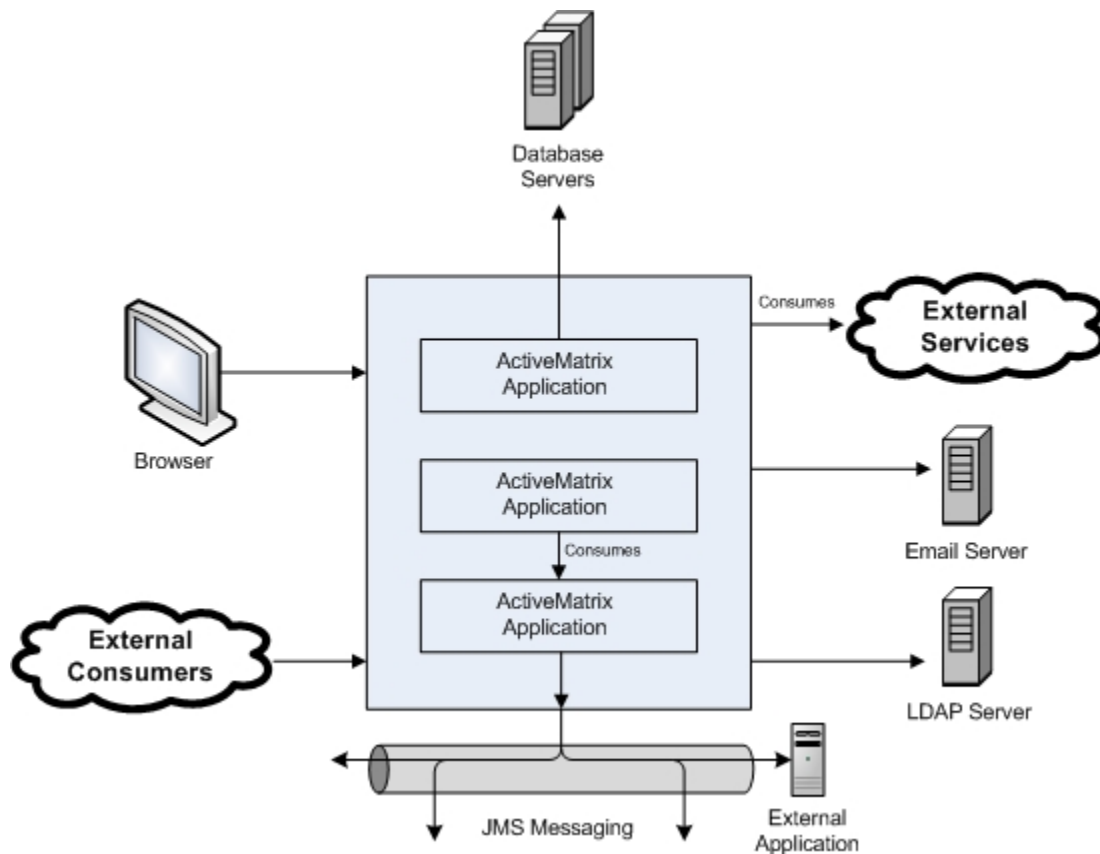 Database
Servers
Consumes
External
Services
ActiveMatrix
Application
Browser
ActiveMatrix
Application
Email Server
Consumes
ActiveMatrix
Application
External
Consumers
LDAP Server
JMS Messaging
External
Application